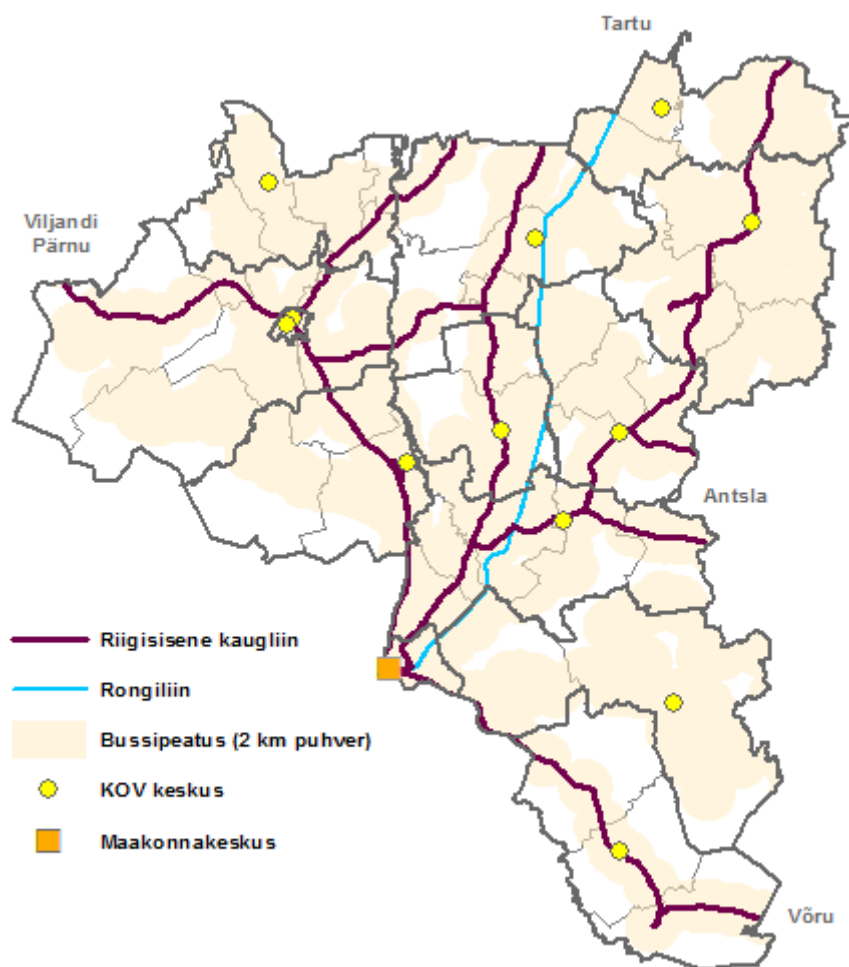 Tartu
Viljandi
Pärnu
Antsla
Riigisisene kaugliin
Rongiliin
Bussipeatus (2 km puhver)
KOV keskus
Maakonnakeskus
Võru